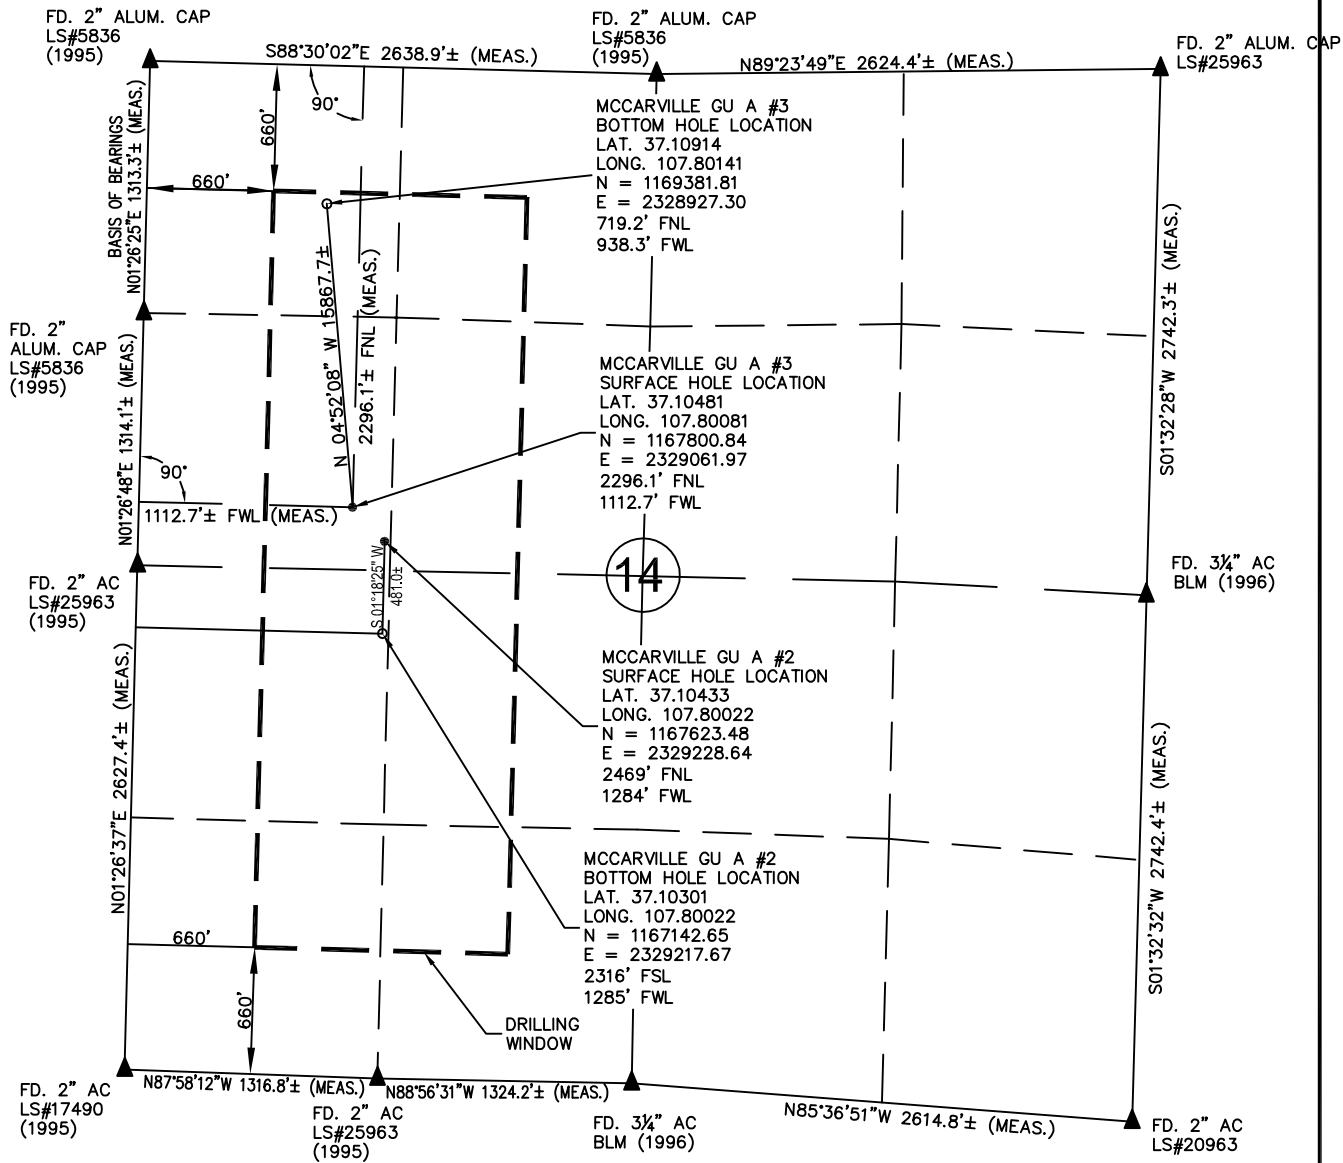 FD. 2" ALUM. CAP
LS#5836
(1995)
FD. 2" ALUM. CAP
LS#5836
(1995)
FD. 2" ALUM. CAP
LS#25963
S88°30'02"E 2638.9'± (MEAS.)
N89°23'49"E 2624.4'± (MEAS.)
90°
660'
660'
BASIS OF BEARINGS
N01°26'25"E 1313.3'± (MEAS.)
MCCARVILLE GU A #3
BOTTOM HOLE LOCATION
LAT. 37.10914
LONG. 107.80141
N = 1169381.81
E = 2328927.30
719.2' FNL
938.3' FWL
S01°32'28"W 2742.3'± (MEAS.)
N 04°52'08" W 15867.7±
2296.1'± FNL (MEAS.)
FD. 2"
ALUM. CAP
LS#5836
(1995)
N01°26'48"E 1314.1'± (MEAS.)
MCCARVILLE GU A #3
SURFACE HOLE LOCATION
LAT. 37.10481
LONG. 107.80081
N = 1167800.84
E = 2329061.97
2296.1' FNL
1112.7' FWL
90°
1112.7'± FWL (MEAS.)
14
FD. 2" AC
LS#25963
(1995)
S 01°18'25" W
481.0±
FD. 3¼" AC
BLM (1996)
MCCARVILLE GU A #2
SURFACE HOLE LOCATION
LAT. 37.10433
LONG. 107.80022
N = 1167623.48
E = 2329228.64
2469' FNL
1284' FWL
N01°26'37"E 2627.4'± (MEAS.)
S01°32'32"W 2742.4'± (MEAS.)
MCCARVILLE GU A #2
BOTTOM HOLE LOCATION
LAT. 37.10301
LONG. 107.80022
N = 1167142.65
E = 2329217.67
2316' FSL
1285' FWL
660'
660'
DRILLING
WINDOW
N87°58'12"W 1316.8'± (MEAS.)
N88°56'31"W 1324.2'± (MEAS.)
N85°36'51"W 2614.8'± (MEAS.)
FD. 2" AC
LS#17490
(1995)
FD. 2" AC
LS#25963
(1995)
FD. 3¼" AC
BLM (1996)
FD. 2" AC
LS#20963